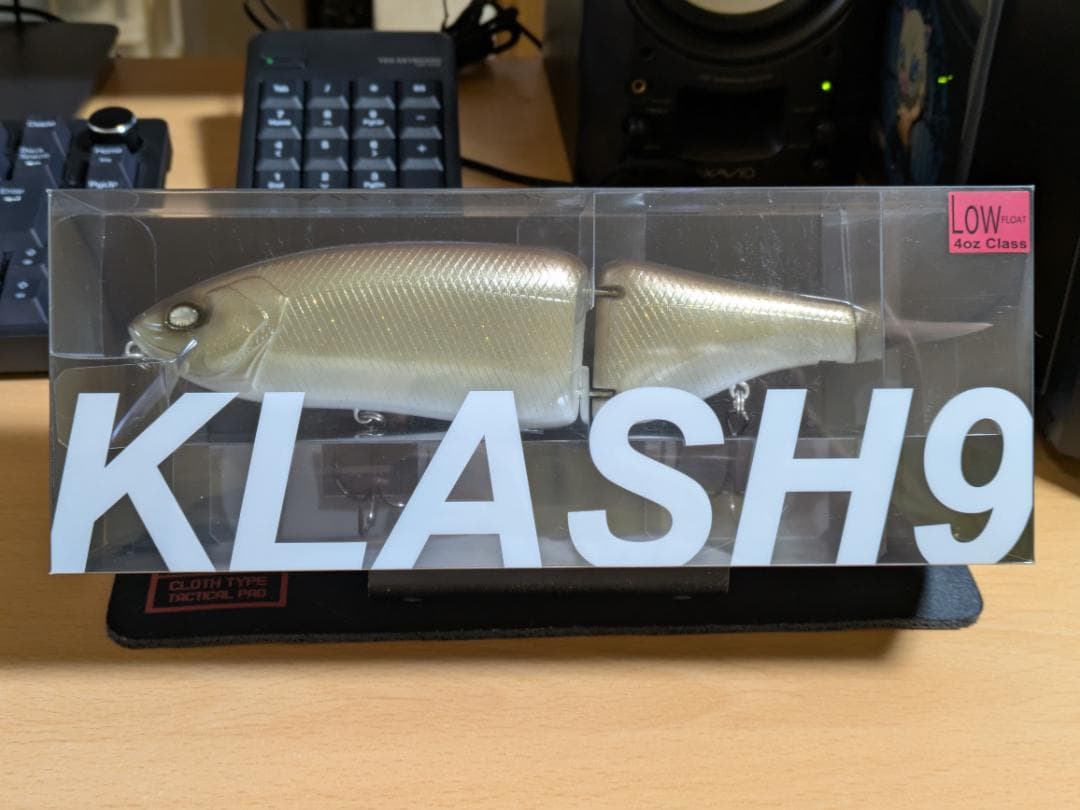 LOW FLOAT
4oz Class
KLASH9
CLOTH TYPE
TACTICAL PAD